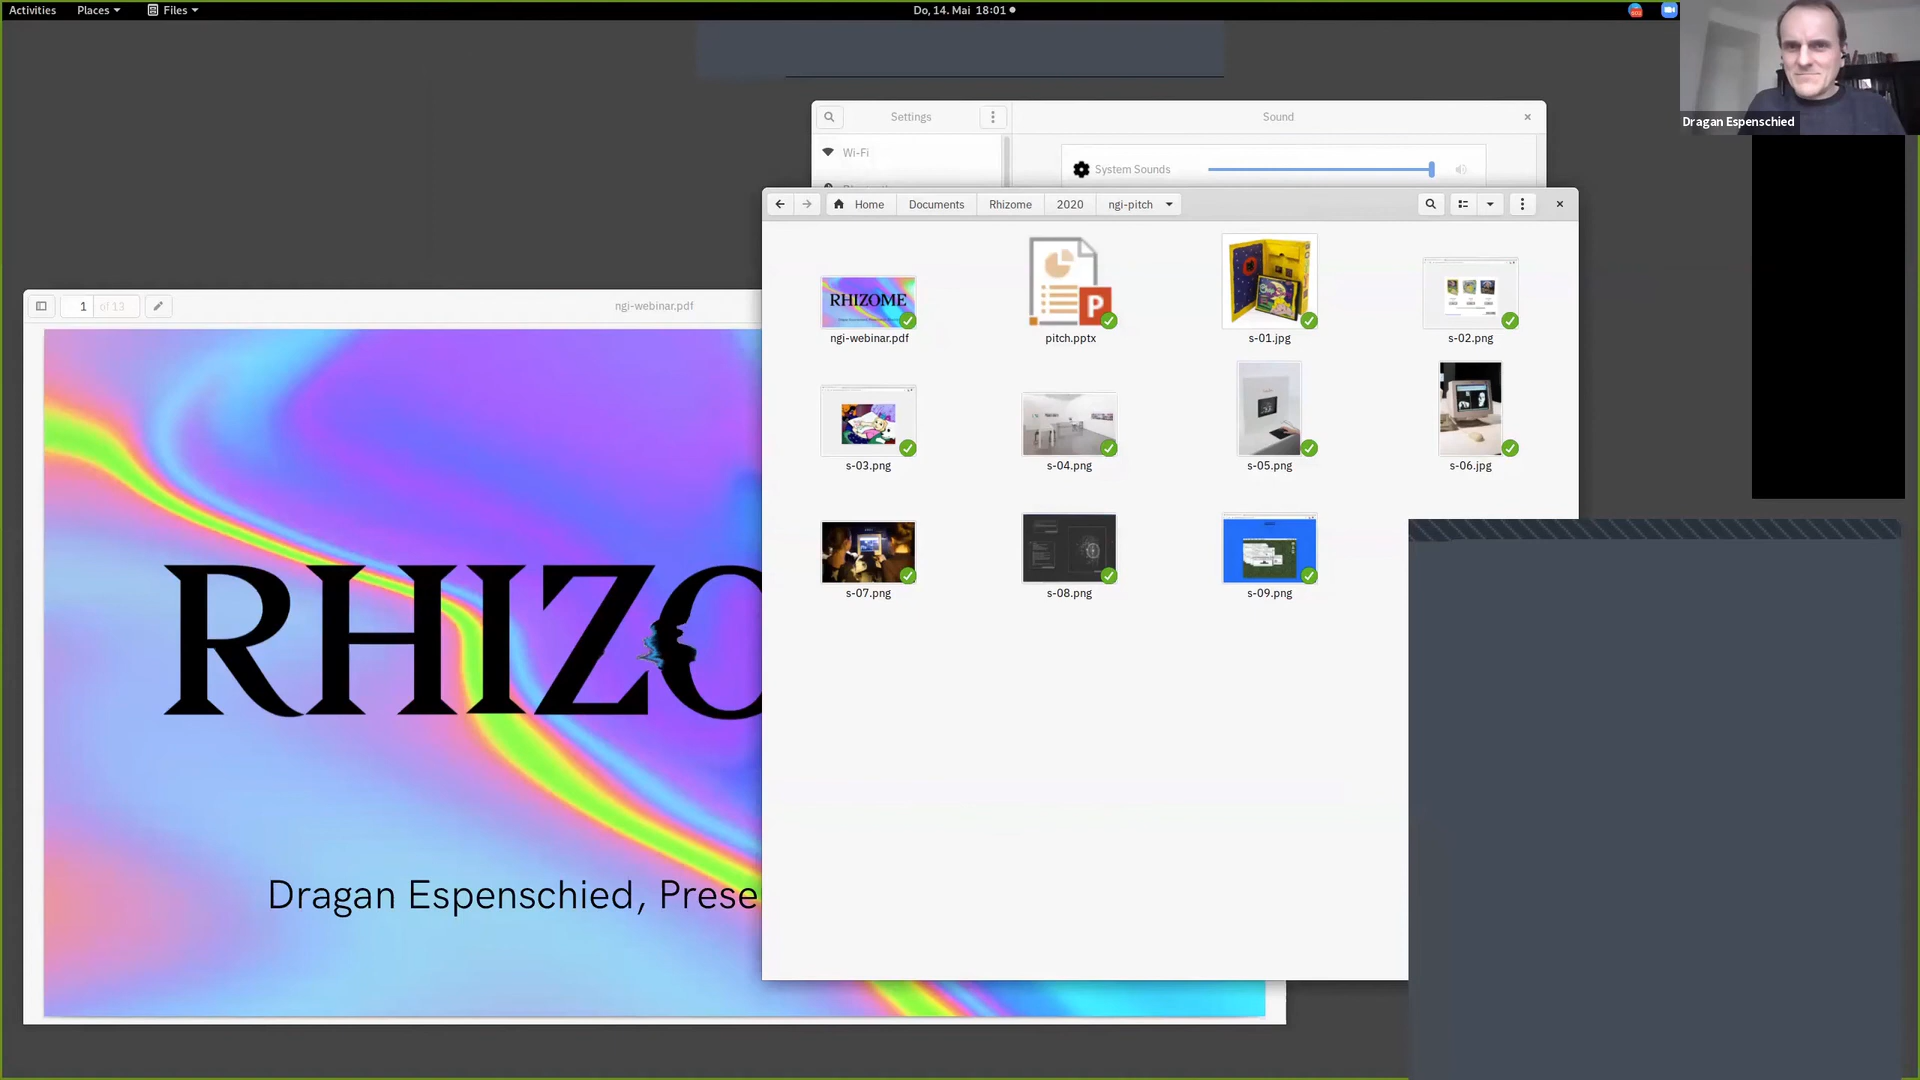 Activities Places Files Do, 14. Mai 18:01
Dragan Espenschied
Settings Sound
Wi-Fi
System Sounds
Home Documents Rhizome 2020 ngi-pitch
1 of 13 ngi-webinar.pdf
RHIZOME
ngi-webinar.pdf pitch.pptx s-01.jpg s-02.png
s-03.png s-04.png s-05.png s-06.jpg
s-07.png s-08.png s-09.png
RHIZO
Dragan Espenschied, Prese